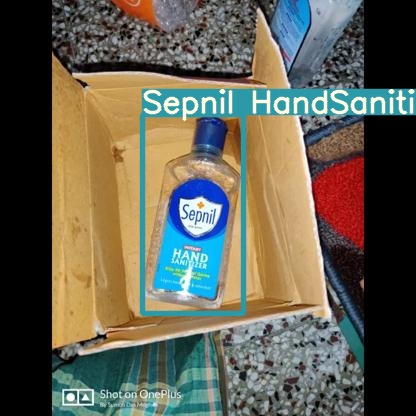 Sepnil HandSaniti
Sepnil
INSTANT
HAND
SANITIZER
Shot on OnePlus